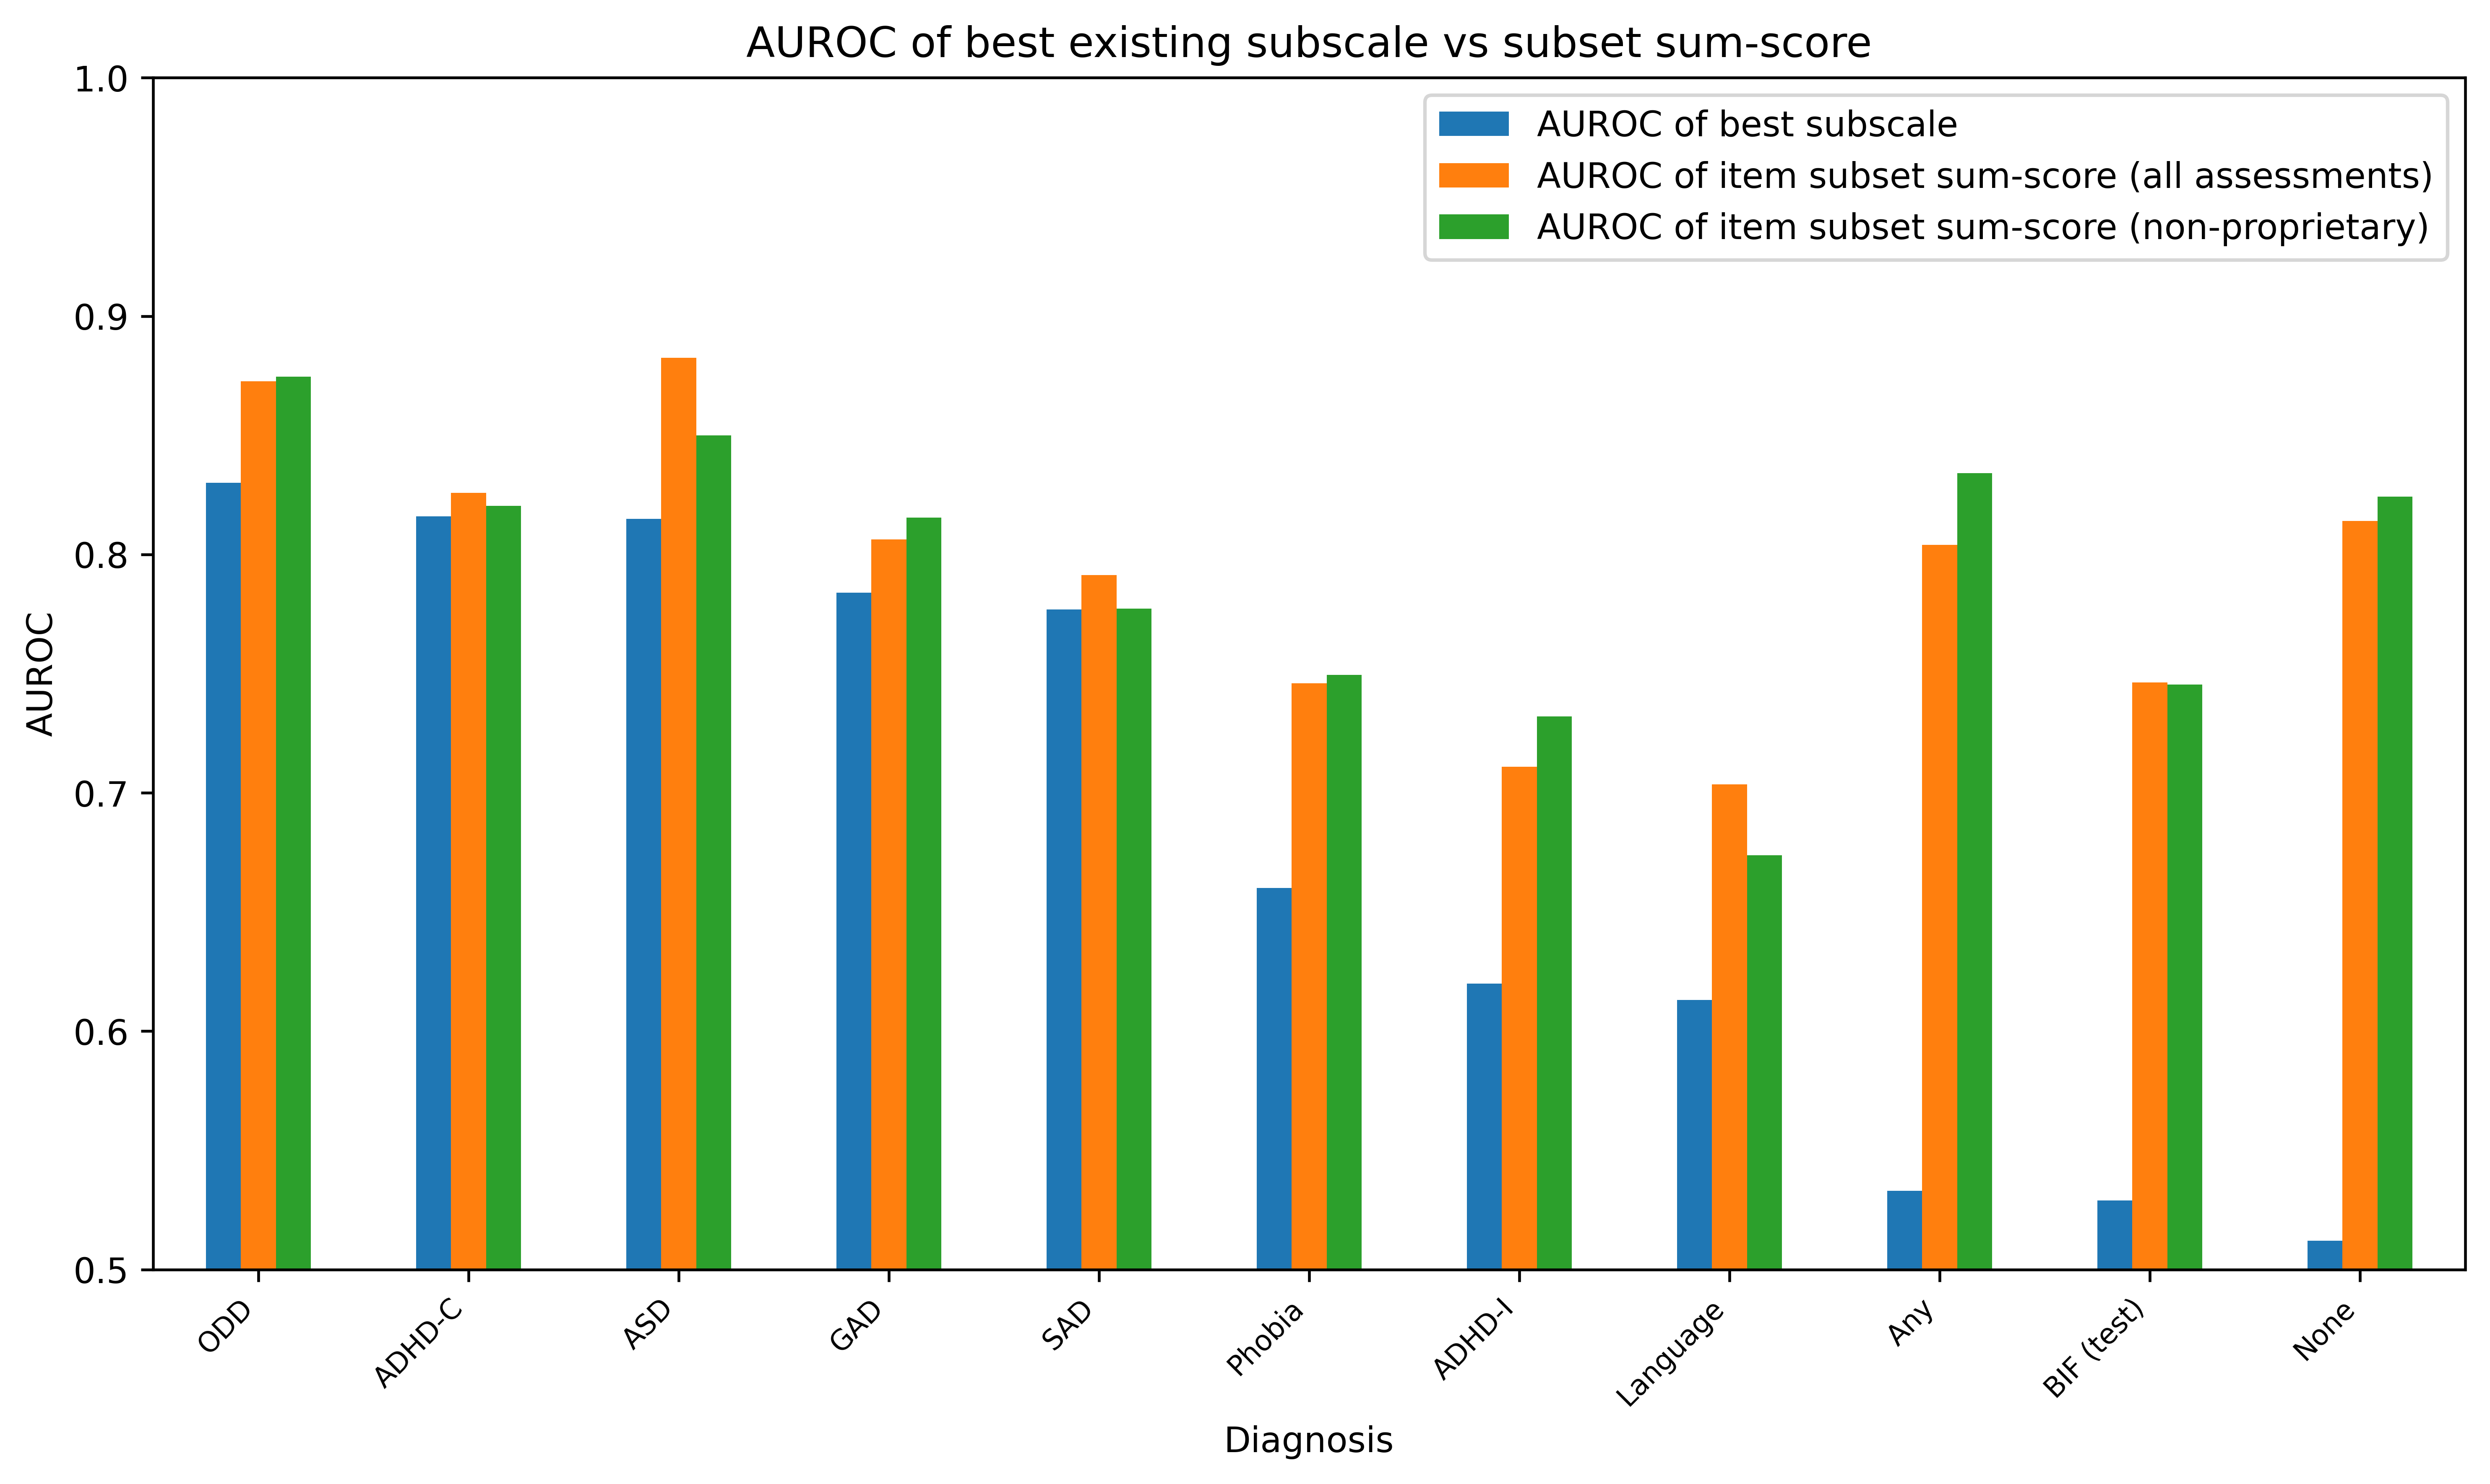 AUROC of best existing subscale vs subset sum-score
AUROC of best subscale
AUROC of item subset sum-score (all assessments)
AUROC of item subset sum-score (non-proprietary)
AUROC
1.0
0.9
0.8
0.7
0.6
0.5
ODD
ADHD-C
ASD
GAD
SAD
Phobia
ADHD-I
Language
Any
BIF (test)
None
Diagnosis